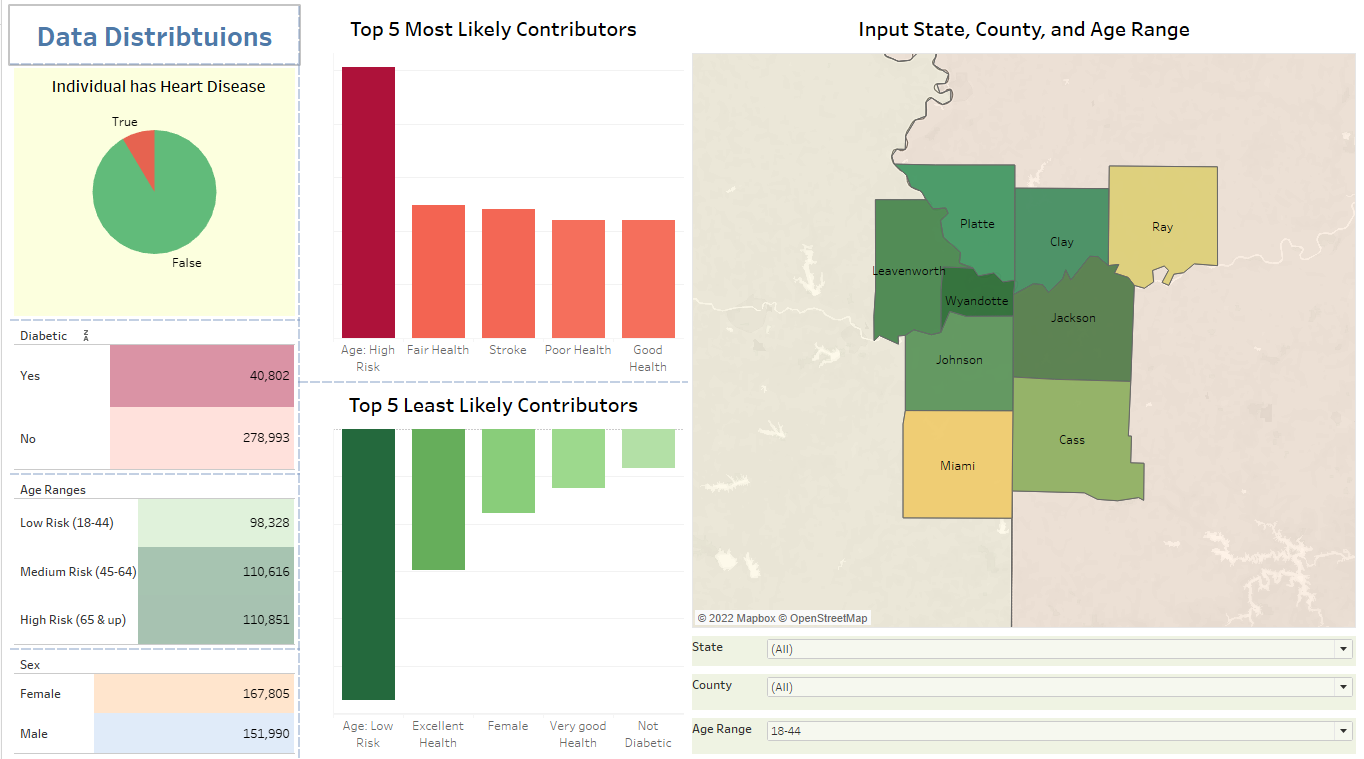 Data Distribtuions
Individual has Heart Disease
True
False
Diabetic
Yes 40,802
No 278,993
Age Ranges
Low Risk (18-44) 98,328
Medium Risk (45-64) 110,616
High Risk (65 & up) 110,851
Sex
Female 167,805
Male 151,990
Top 5 Most Likely Contributors
Age: High Risk
Fair Health
Stroke
Poor Health
Good Health
Top 5 Least Likely Contributors
Age: Low Risk
Excellent Health
Female
Very good Health
Not Diabetic
Input State, County, and Age Range
Platte
Clay
Ray
Leavenworth
Wyandotte
Jackson
Johnson
Cass
Miami
© 2022 Mapbox © OpenStreetMap
State (All)
County (All)
Age Range 18-44